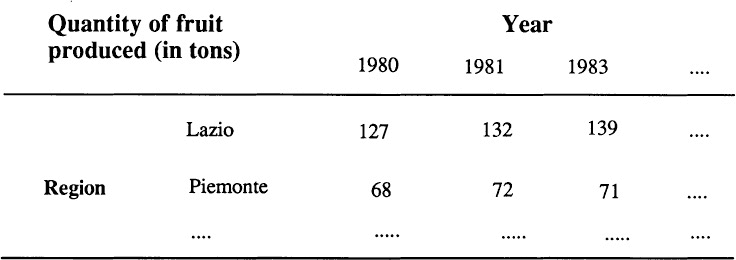 Quantity of fruit Year
produced (in tons)
1980 1981 1983 ....
Lazio 127 132 139 ....
Region Piemonte 68 72 71 ....
.... ..... ..... ..... ....